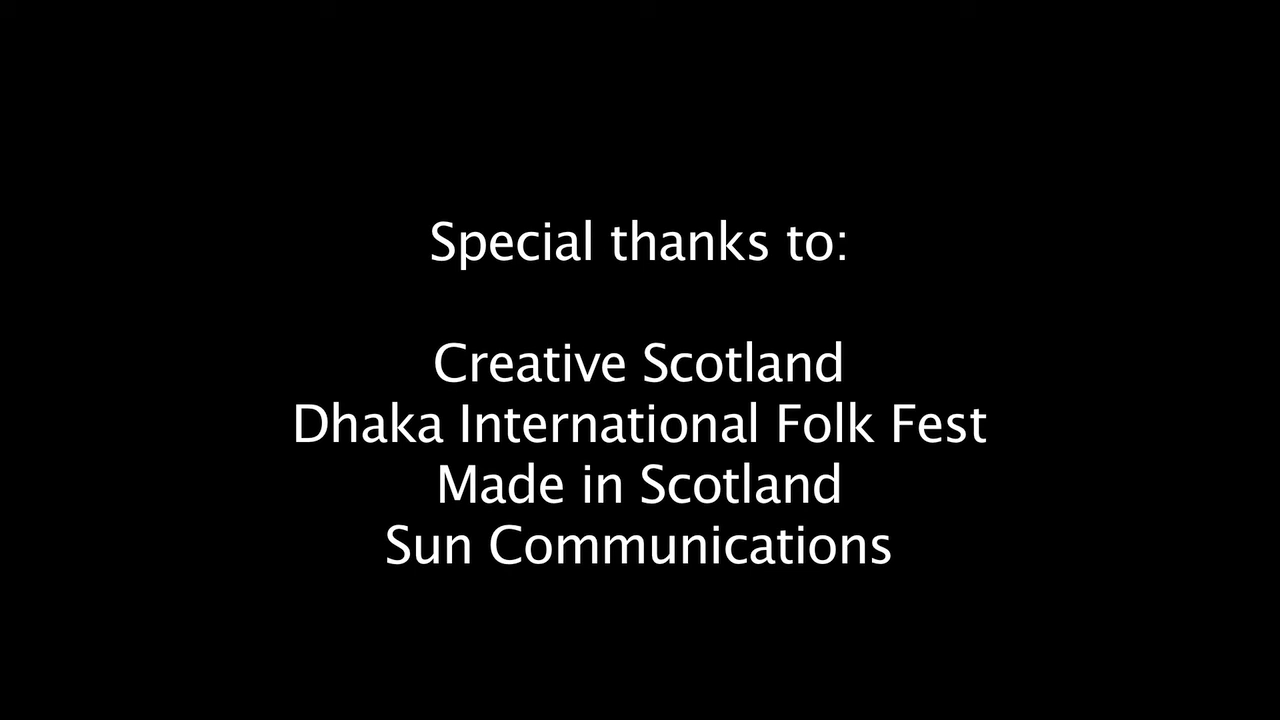 Special thanks to:
Creative Scotland
Dhaka International Folk Fest
Made in Scotland
Sun Communications